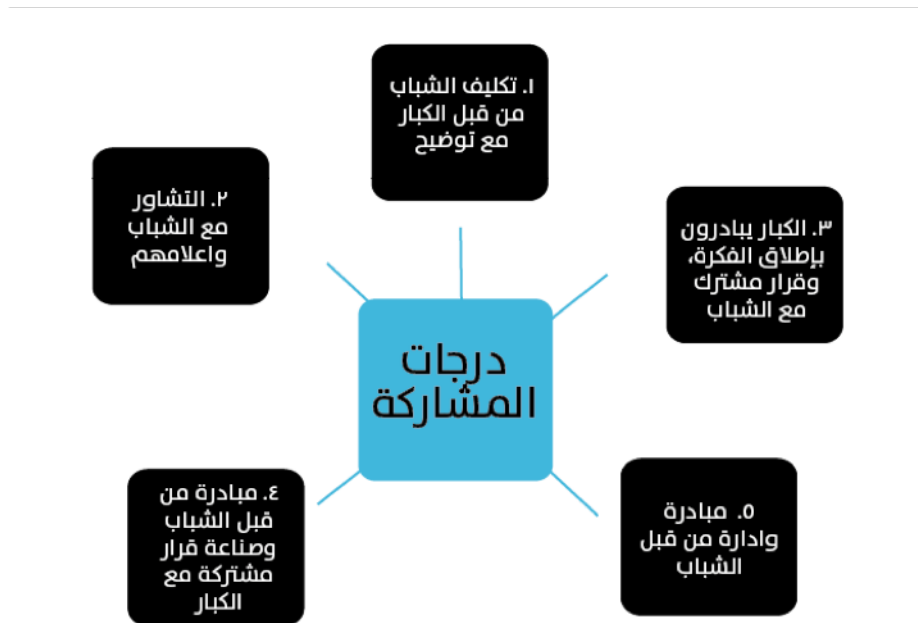 ١. تكليف الشباب
من قبل الكبار
مع توضيح
٢. التشاور
مع الشباب
واعلامهم
٣. الكبار يبادرون
بإطلاق الفكرة،
وقرار مشترك
مع الشباب
درجات
المشاركة
٤. مبادرة من
قبل الشباب
وصناعة قرار
مشتركة مع
الكبار
٥. مبادرة
وادارة من قبل
الشباب